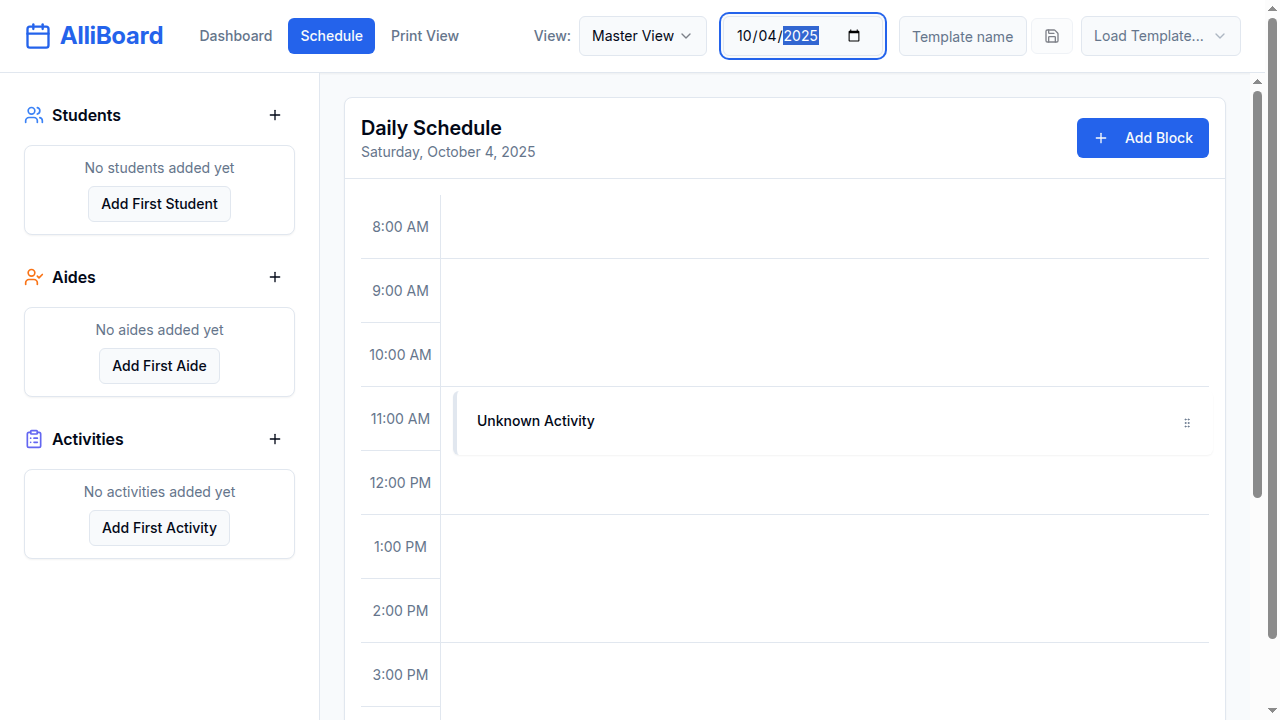 AlliBoard
Dashboard
Schedule
Print View
View:
Master View
10/04/2025
Template name
Load Template...
Students
No students added yet
Add First Student
Aides
No aides added yet
Add First Aide
Activities
No activities added yet
Add First Activity
Daily Schedule
Saturday, October 4, 2025
Add Block
8:00 AM
9:00 AM
10:00 AM
11:00 AM
Unknown Activity
12:00 PM
1:00 PM
2:00 PM
3:00 PM